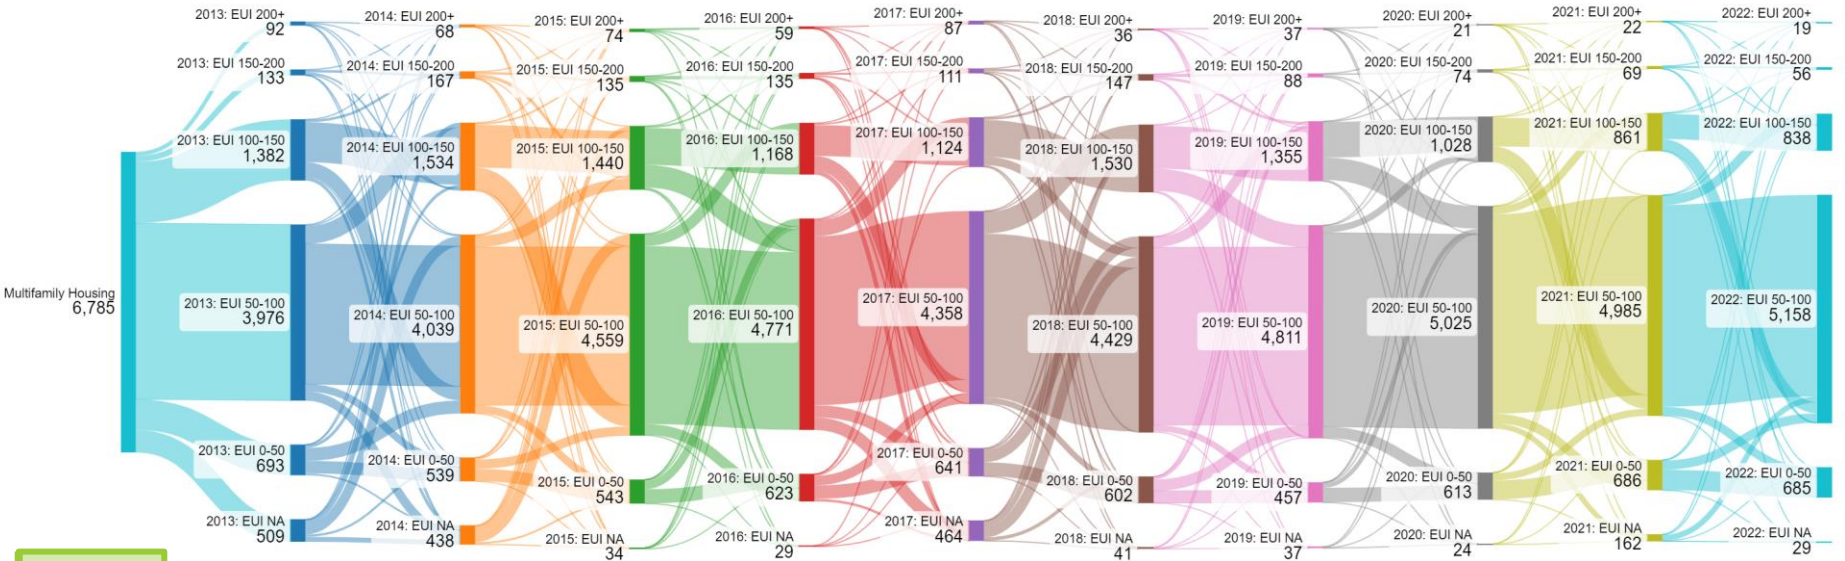 Multifamily Housing
6,785
2013: EUI 200+
92
2013: EUI 150-200
133
2013: EUI 100-150
1,382
2013: EUI 50-100
3,976
2013: EUI 0-50
693
2013: EUI NA
509
2014: EUI 200+
68
2014: EUI 150-200
167
2014: EUI 100-150
1,534
2014: EUI 50-100
4,039
2014: EUI 0-50
539
2014: EUI NA
438
2015: EUI 200+
74
2015: EUI 150-200
135
2015: EUI 100-150
1,440
2015: EUI 50-100
4,559
2015: EUI 0-50
543
2015: EUI NA
34
2016: EUI 200+
59
2016: EUI 150-200
135
2016: EUI 100-150
1,168
2016: EUI 50-100
4,771
2016: EUI 0-50
623
2016: EUI NA
29
2017: EUI 200+
87
2017: EUI 150-200
111
2017: EUI 100-150
1,124
2017: EUI 50-100
4,358
2017: EUI 0-50
641
2017: EUI NA
464
2018: EUI 200+
36
2018: EUI 150-200
147
2018: EUI 100-150
1,530
2018: EUI 50-100
4,429
2018: EUI 0-50
602
2018: EUI NA
41
2019: EUI 200+
37
2019: EUI 150-200
88
2019: EUI 100-150
1,355
2019: EUI 50-100
4,811
2019: EUI 0-50
457
2019: EUI NA
37
2020: EUI 200+
21
2020: EUI 150-200
74
2020: EUI 100-150
1,028
2020: EUI 50-100
5,025
2020: EUI 0-50
613
2020: EUI NA
24
2021: EUI 200+
22
2021: EUI 150-200
69
2021: EUI 100-150
861
2021: EUI 50-100
4,985
2021: EUI 0-50
686
2021: EUI NA
162
2022: EUI 200+
19
2022: EUI 150-200
56
2022: EUI 100-150
838
2022: EUI 50-100
5,158
2022: EUI 0-50
685
2022: EUI NA
29